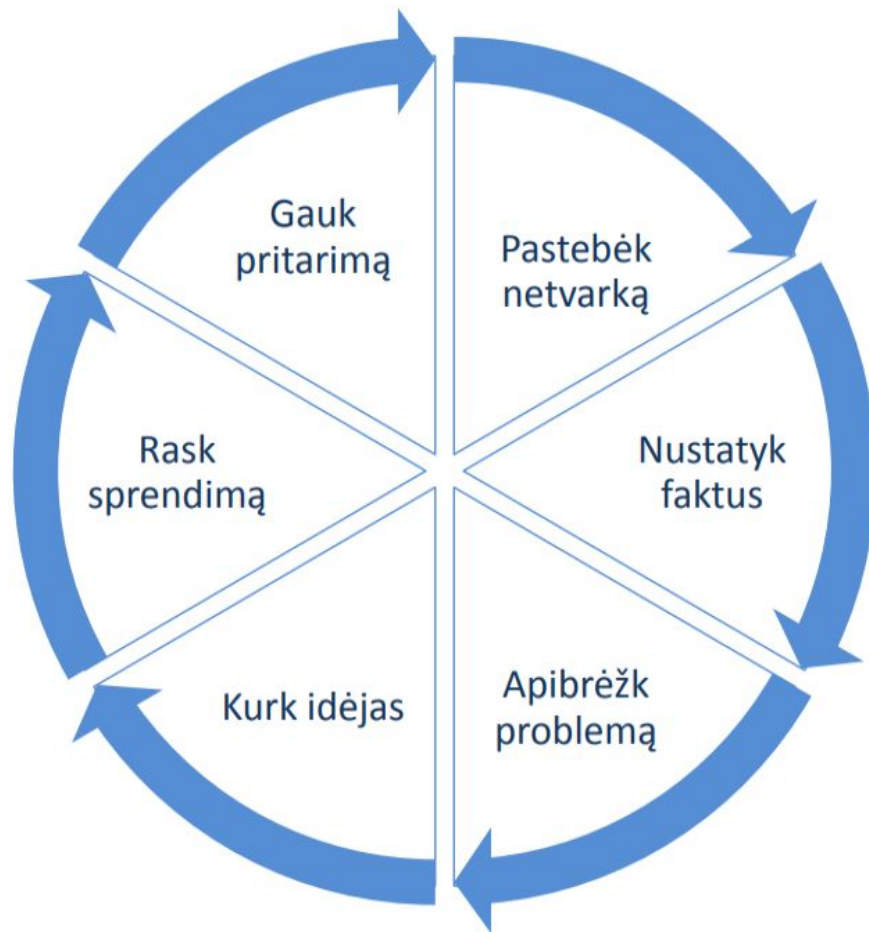 Gauk
pritarimą
Pastebėk
netvarką
Rask
sprendimą
Nustatyk
faktus
Kurk idėjas
Apibrėžk
problemą